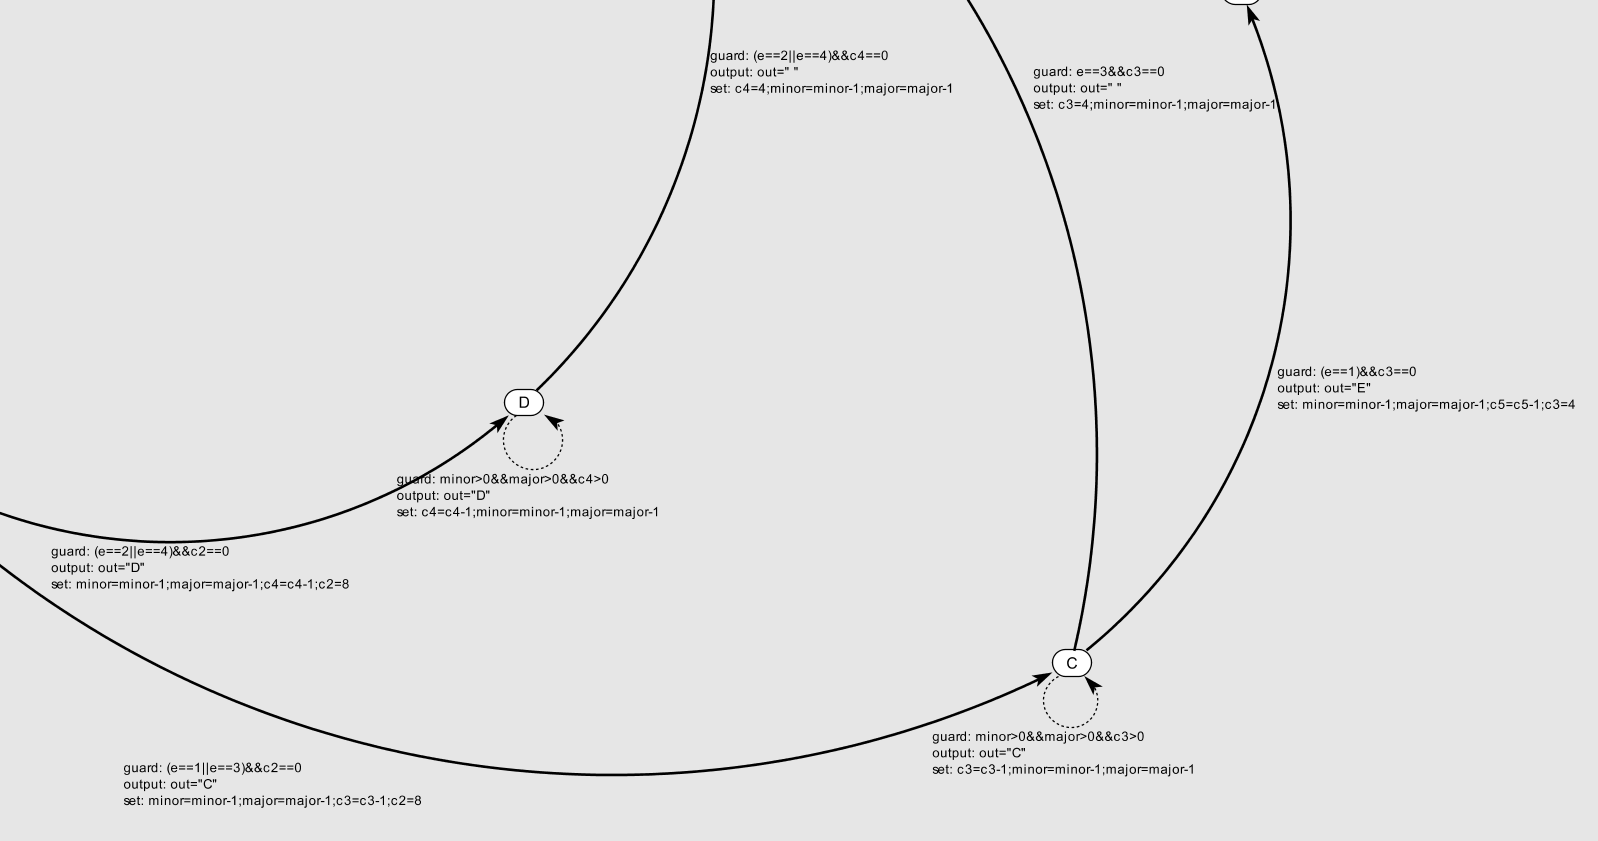 guard: (e==2||e==4)&&c4==0
output: out=" "
set: c4=4;minor=minor-1;major=major-1
guard: e==3&&c3==0
output: out=" "
set: c3=4;minor=minor-1;major=major-1
guard: (e==1)&&c3==0
output: out="E"
set: minor=minor-1;major=major-1;c5=c5-1;c3=4
D
guard: minor>0&&major>0&&c4>0
output: out="D"
set: c4=c4-1;minor=minor-1;major=major-1
guard: (e==2||e==4)&&c2==0
output: out="D"
set: minor=minor-1;major=major-1;c4=c4-1;c2=8
C
guard: minor>0&&major>0&&c3>0
output: out="C"
set: c3=c3-1;minor=minor-1;major=major-1
guard: (e==1||e==3)&&c2==0
output: out="C"
set: minor=minor-1;major=major-1;c3=c3-1;c2=8